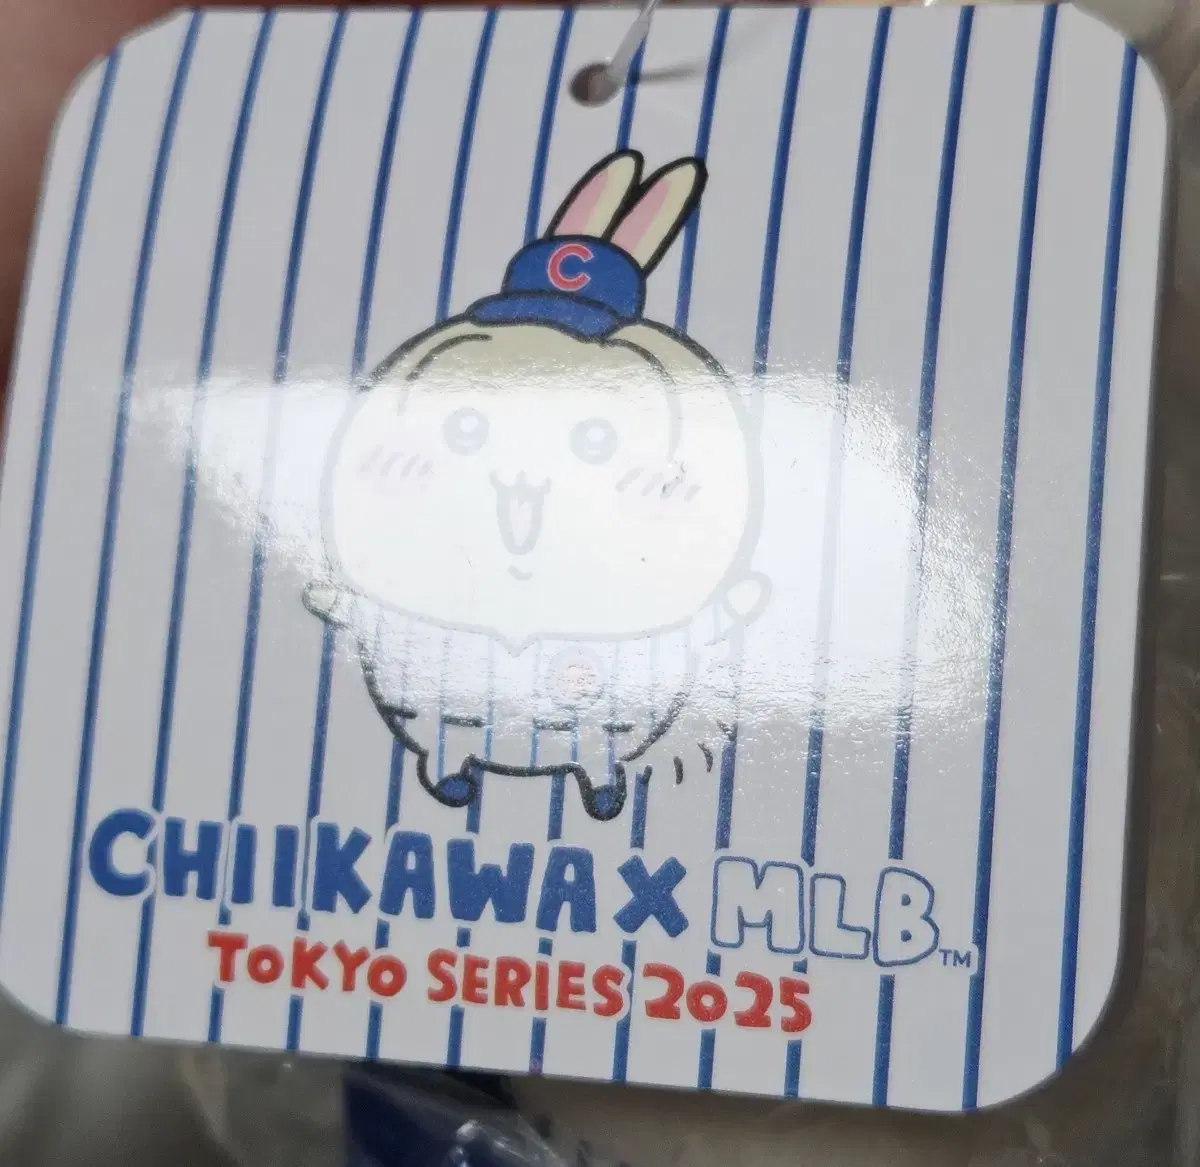 C
CHIIKAWA X MLB™
TOKYO SERIES 2025